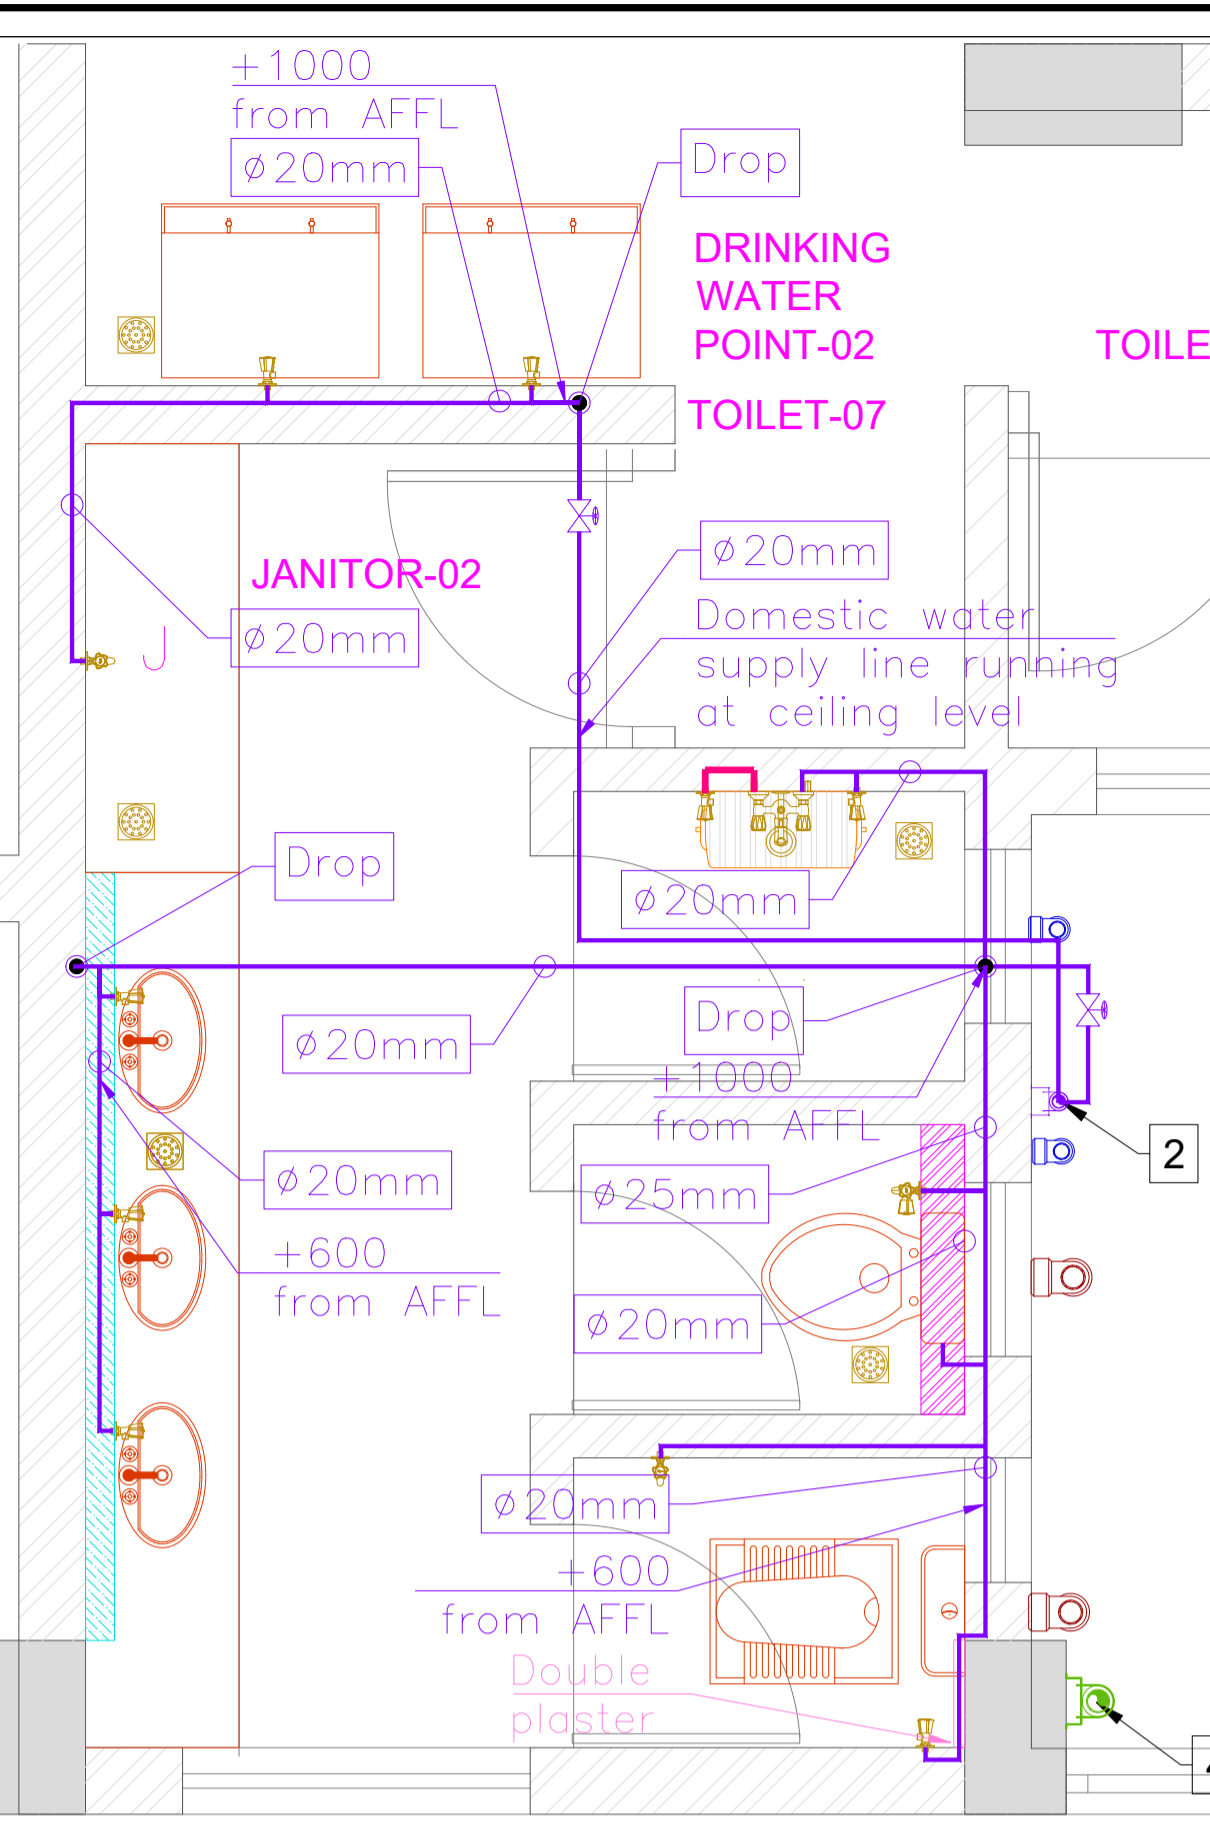 +1000
from AFFL
ø20mm
Drop
DRINKING
WATER
POINT-02
TOILE
TOILET-07
JANITOR-02
ø20mm
J
ø20mm
Domestic water
supply line running
at ceiling level
Drop
ø20mm
Drop
ø20mm
+1000
from AFFL
2
ø20mm
ø25mm
+600
from AFFL
ø20mm
ø20mm
+600
from AFFL
Double
plaster